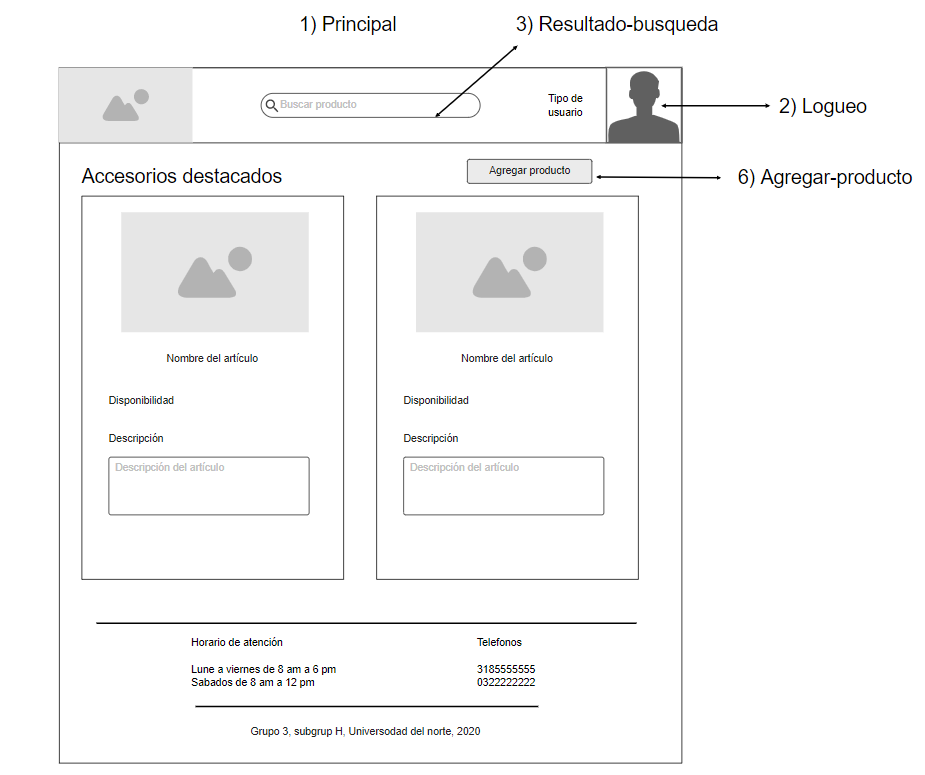 1) Principal
3) Resultado-busqueda
Buscar producto
Tipo de
usuario
2) Logueo
Accesorios destacados
Agregar producto
6) Agregar-producto
Nombre del artículo
Disponibilidad
Descripción
Descripción del artículo
Nombre del artículo
Disponibilidad
Descripción
Descripción del artículo
Horario de atención
Lune a viernes de 8 am a 6 pm
Sabados de 8 am a 12 pm
Telefonos
3185555555
0322222222
Grupo 3, subgrup H, Universodad del norte, 2020